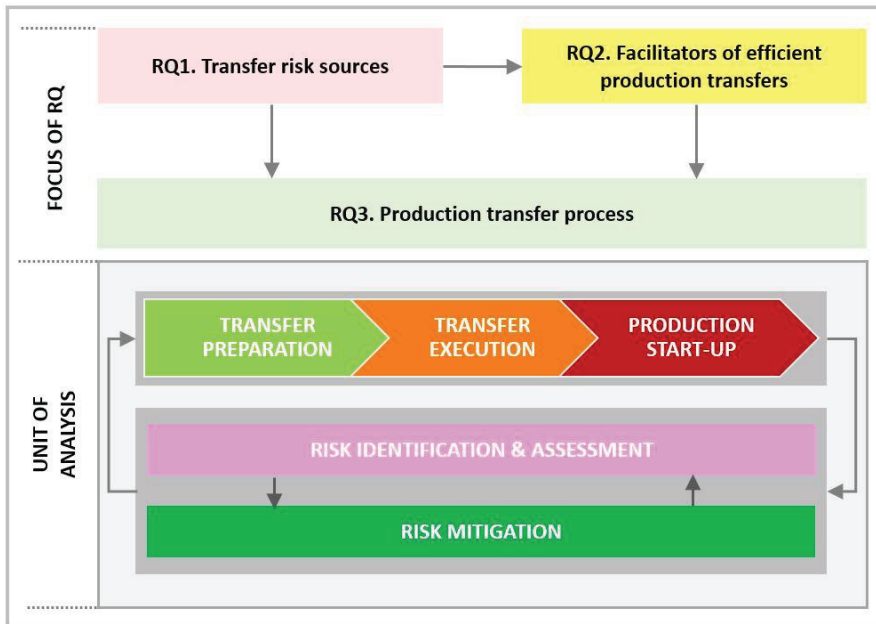 FOCUS OF RQ
RQ1. Transfer risk sources
RQ2. Facilitators of efficient
production transfers
RQ3. Production transfer process
UNIT OF
ANALYSIS
TRANSFER
PREPARATION
TRANSFER
EXECUTION
PRODUCTION
START-UP
RISK IDENTIFICATION & ASSESSMENT
RISK MITIGATION